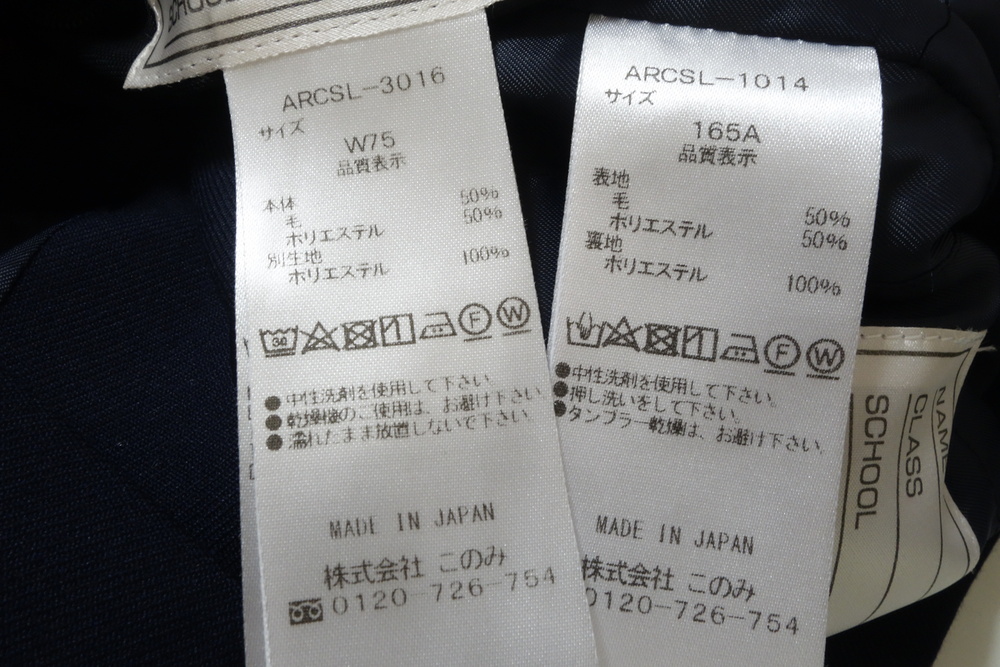 ARCSL-3016
サイズ
W75
品質表示
本体
毛 50%
ポリエステル 50%
別生地
ポリエステル 100%
30
F
W
●中性洗剤を使用して下さい。
●乾燥機のご使用は、お避け下さい。
●濡れたまま放置しないで下さい。
MADE IN JAPAN
株式会社 このみ
0120-726-754
ARCSL-1014
サイズ
165A
品質表示
表地
毛 50%
ポリエステル 50%
裏地
ポリエステル 100%
F
W
●中性洗剤を使用して下さい。
●押し洗いをして下さい。
●タンブラー乾燥は、お避け下さい。
MADE IN JAPAN
株式会社 このみ
0120-726-754
NAME
CLASS
SCHOOL